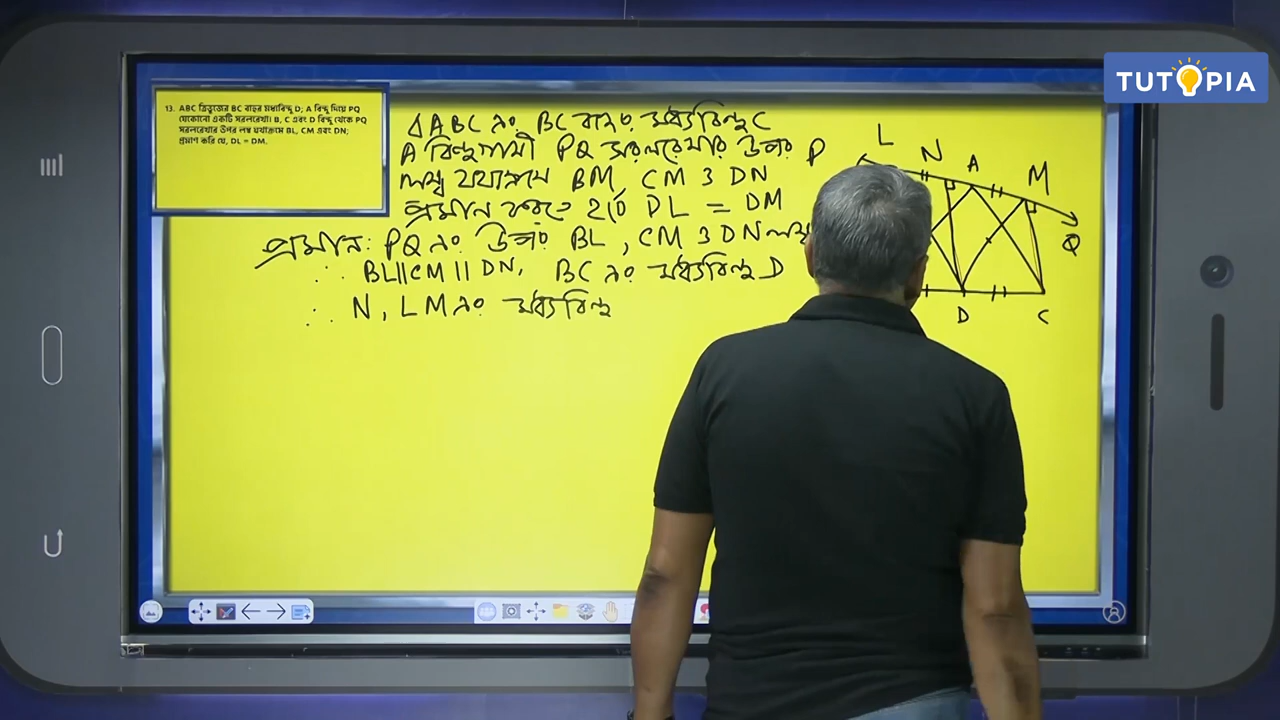 TUTOPIA
13. ABC ত্রিভুজের BC বাহুর মধ্যবিন্দু D; A বিন্দু দিয়ে PQ
যেকোনো একটি সরলরেখা। B, C এবং D বিন্দু থেকে PQ
সরলরেখার উপর লম্ব যথাক্রমে BL, CM এবং DN;
প্রমাণ করি যে, DL = DM.
Δ ABC এর BC বাহুর মধ্যবিন্দু C
A বিন্দুগামী PQ সরলরেখার উপর
লম্ব যথাক্রমে BM, CM ও DN
প্রমান করতে হবে DL = DM
প্রমান: PQ এর উপর BL, CM ও DN লম্ব
∴ BL||CM || DN, BC এর মধ্যবিন্দু D
∴ N, LM এর মধ্যবিন্দু
P L N A M Q
D C